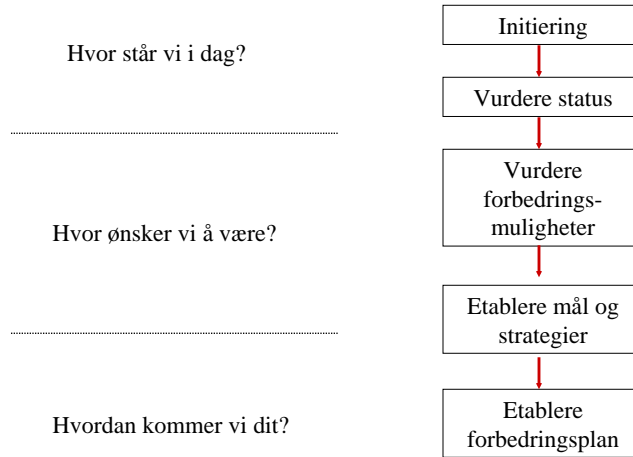 Initiering
Hvor står vi i dag?
Vurdere status
Vurdere
forbedrings-
muligheter
Hvor ønsker vi å være?
Etablere mål og
strategier
Etablere
forbedringsplan
Hvordan kommer vi dit?